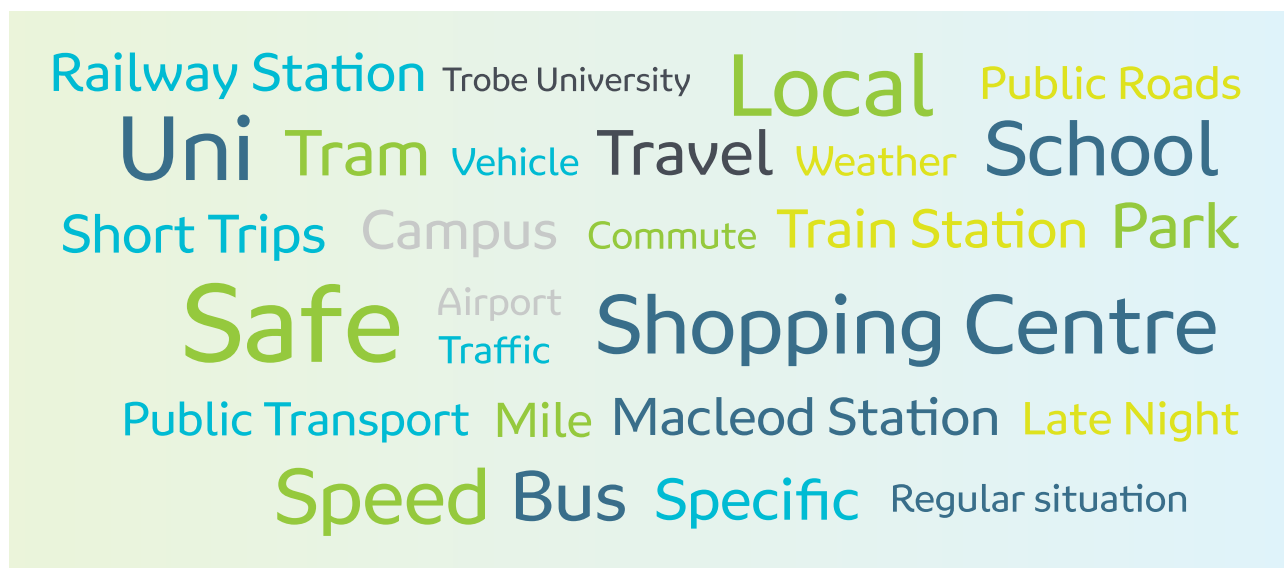 Railway Station Trobe University Local Public Roads
Uni Tram Vehicle Travel Weather School
Short Trips Campus Commute Train Station Park
Safe Airport Shopping Centre
Traffic
Public Transport Mile Macleod Station Late Night
Speed Bus Specific Regular situation